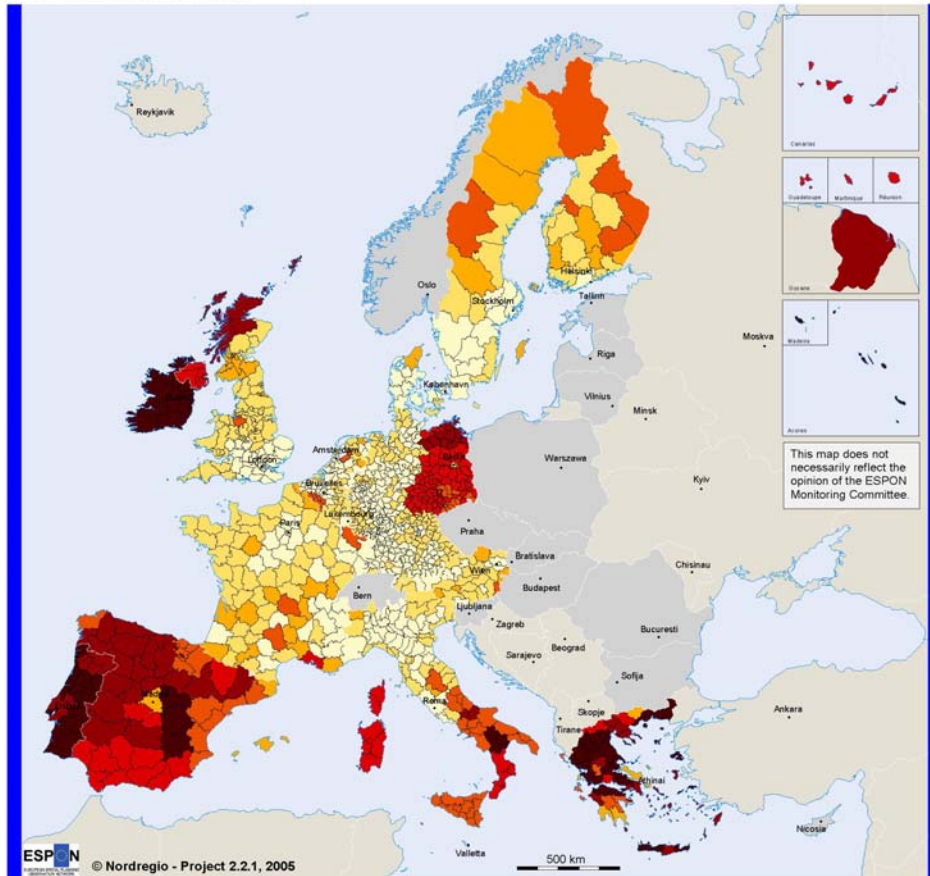 Reykjavik
Canarias
Guadeloupe
Martinique
Réunion
Guyane
Oslo
Helsinki
Stockholm
Tallinn
Moskva
Madeira
Riga
København
Vilnius
Minsk
Acores
London
Amsterdam
Berlin
Warszawa
This map does not
necessarily reflect the
opinion of the ESPON
Monitoring Committee.
Bruxelles
Kyiv
Luxembourg
Praha
Paris
Wien
Bratislava
Chisinau
Budapest
Bern
Ljubljana
Zagreb
Bucuresti
Beograd
Sarajevo
Sofija
Roma
Skopje
Tirane
Ankara
Athinai
Nicosia
Valletta
ESPON
© Nordregio - Project 2.2.1, 2005
500 km